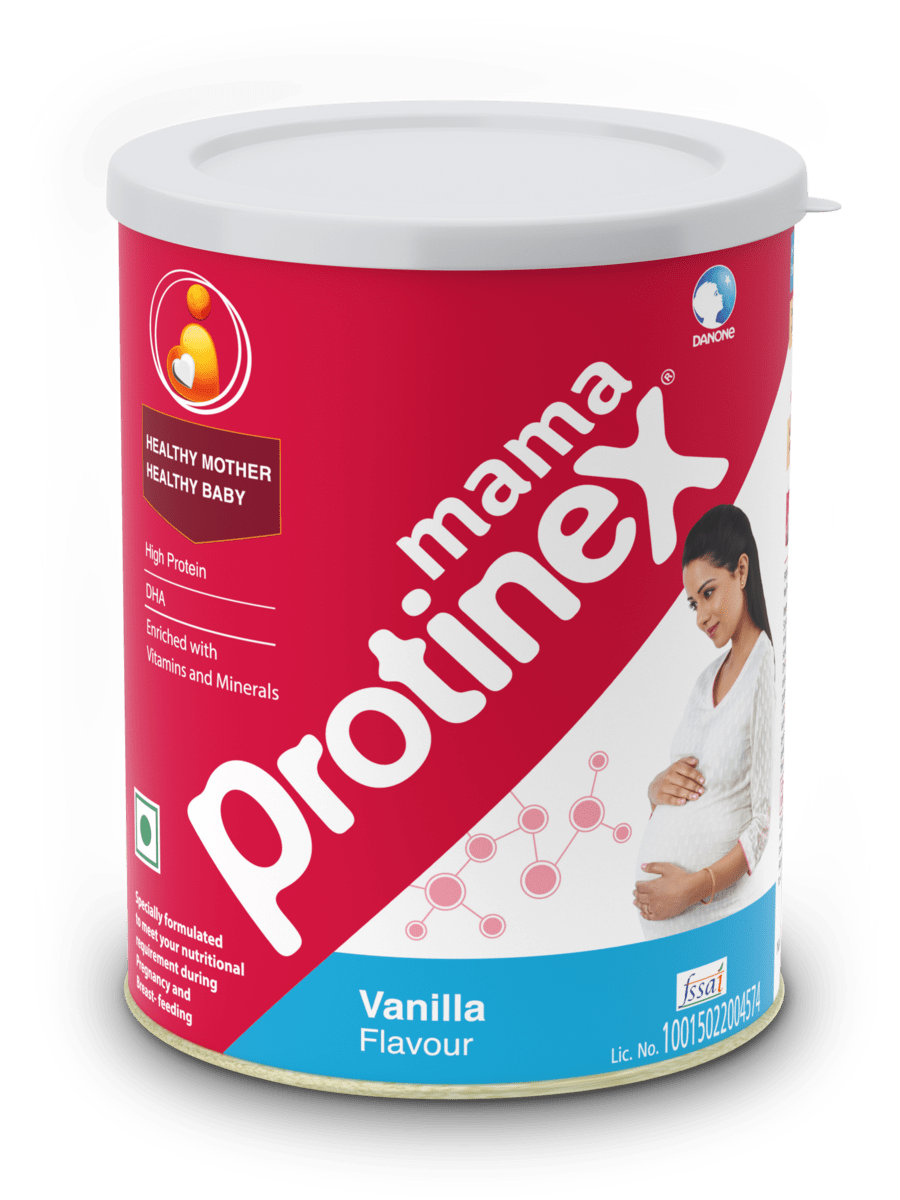 DANONE
mama
Protinex®
HEALTHY MOTHER
HEALTHY BABY
High Protein
DHA
Enriched with
Vitamins and Minerals
Specially formulated
to meet your nutritional
requirement during
Pregnancy and
Breast- feeding
Vanilla
Flavour
fssai
Lic. No. 10015022004574